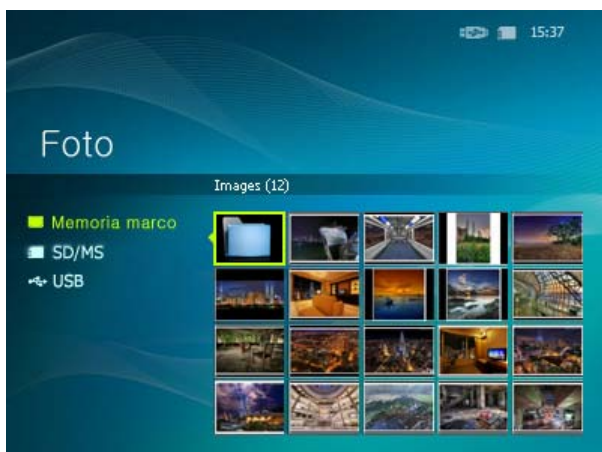 15:37
Foto
Images (12)
Memoria marco
SD/MS
USB